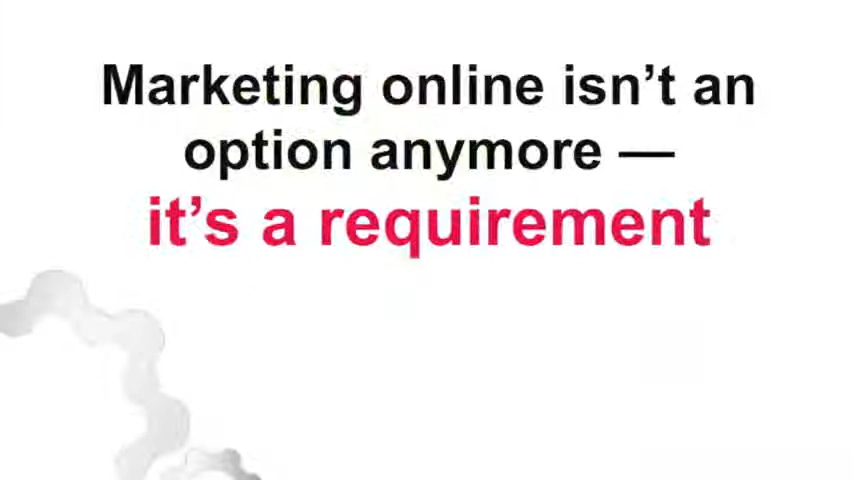 Marketing online isn’t an
option anymore —
it’s a requirement